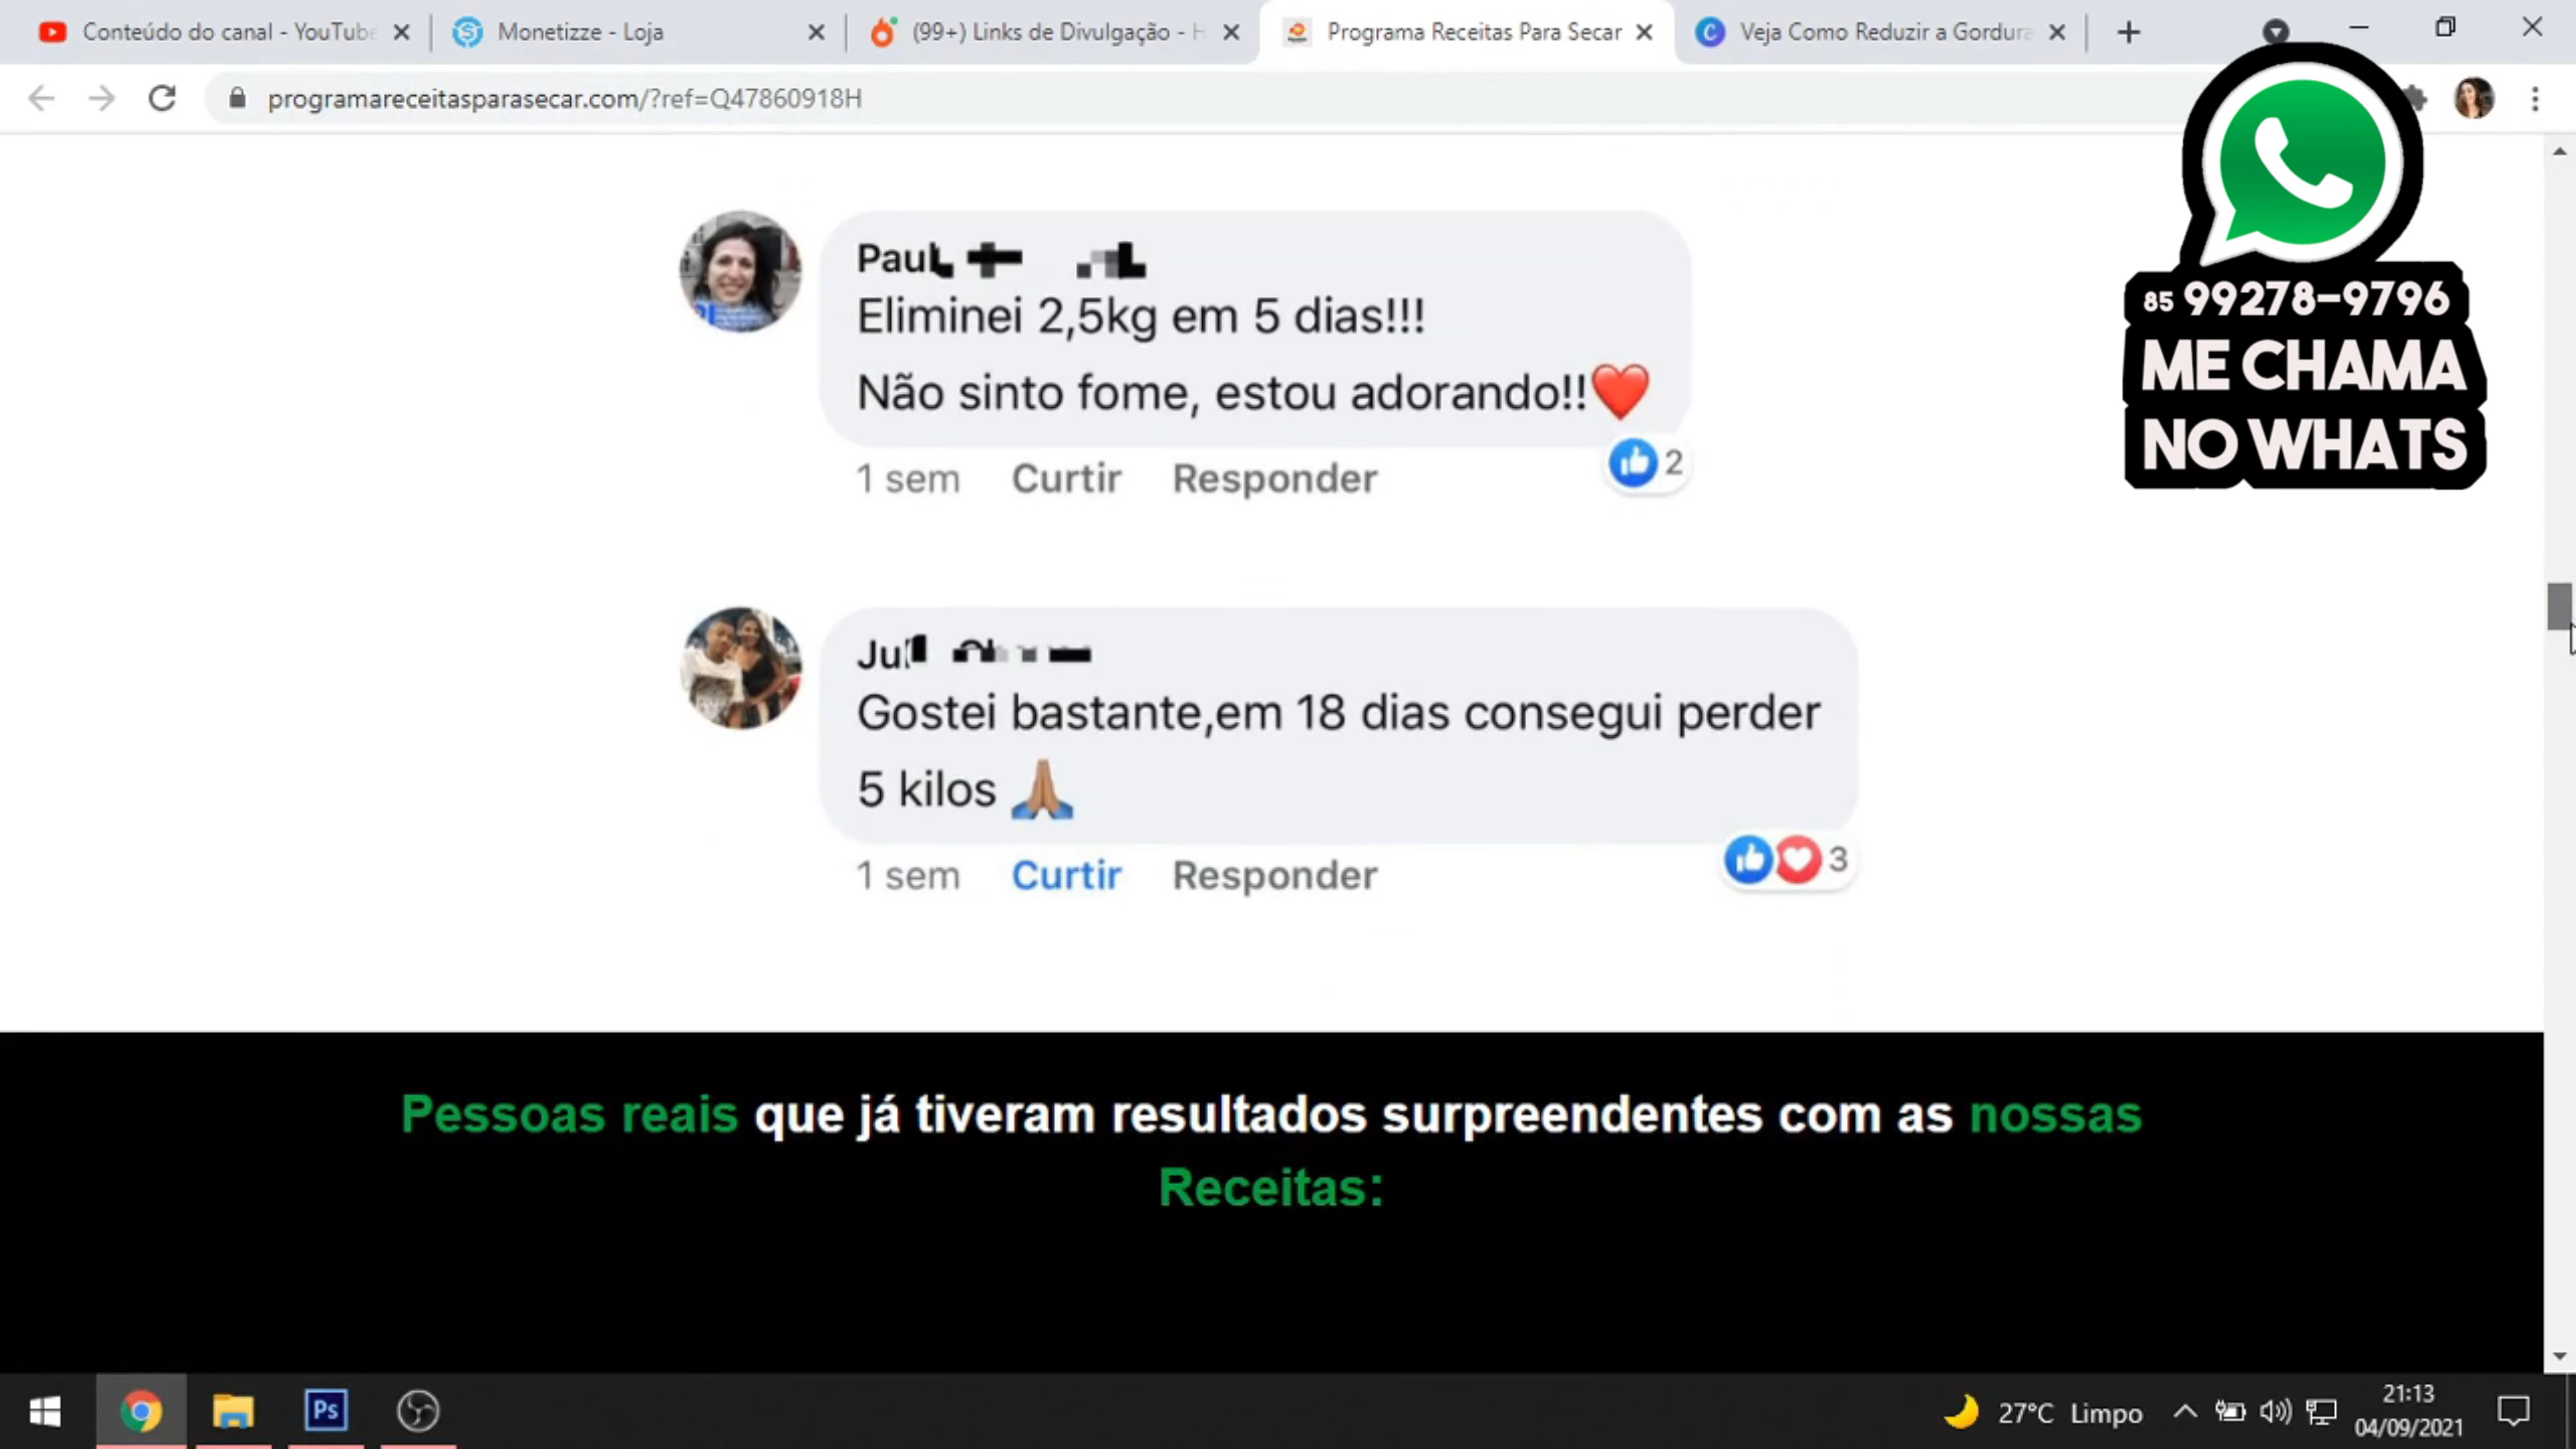 Conteúdo do canal - YouTube
Monetizze - Loja
(99+) Links de Divulgação - H
Programa Receitas Para Secar
Veja Como Reduzir a Gordura
programareceitasparasecar.com/?ref=Q47860918H
85 99278-9796
ME CHAMA
NO WHATS
Eliminei 2,5kg em 5 dias!!!
Não sinto fome, estou adorando!!❤️
1 sem Curtir Responder 2
Gostei bastante,em 18 dias consegui perder
5 kilos 🙏🏽
1 sem Curtir Responder 3
Pessoas reais que já tiveram resultados surpreendentes com as nossas
Receitas:
Ps
27°C Limpo
21:13
04/09/2021